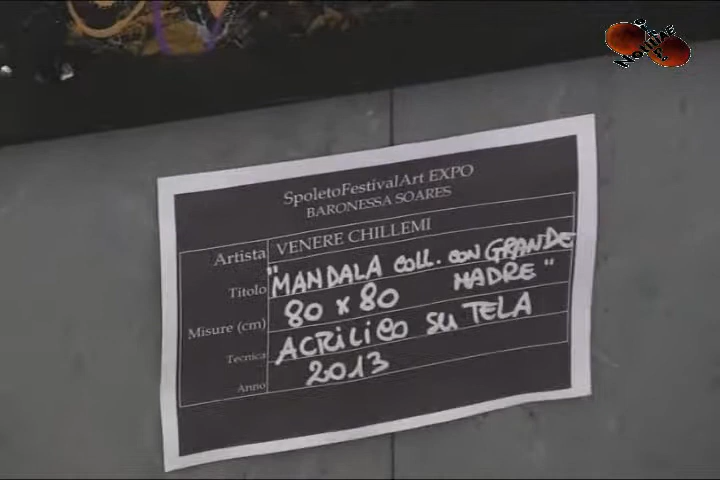 SpoletoFestivalArt EXPO
BARONESSA SOARES
Artista VENERE CHILLEMI
Titolo "MANDALA COLL. CON GRANDE MADRE"
Misure (cm) 80 x 80
Tecnica ACRILICO SU TELA
Anno 2013